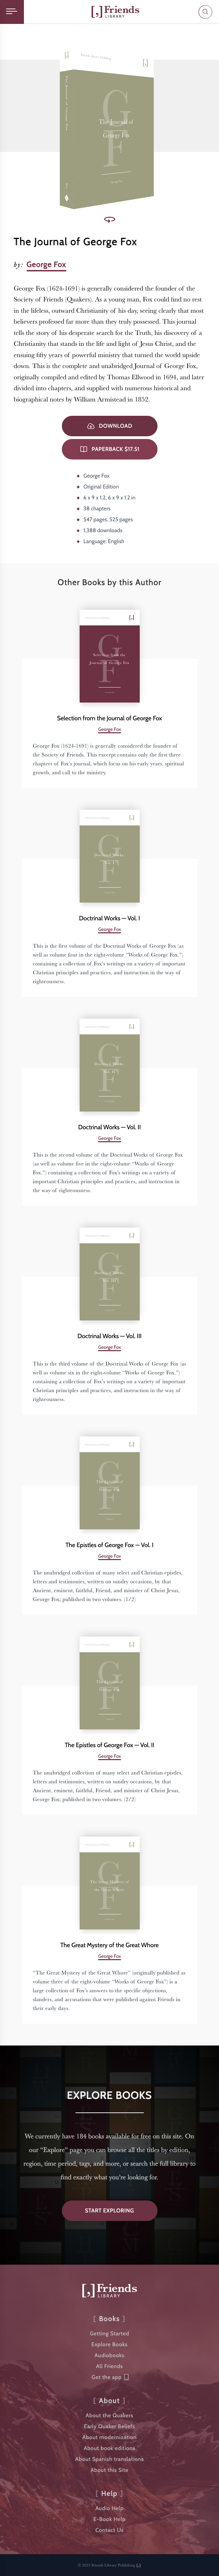 Friends
LIBRARY
The Journal of
George Fox
The Journal of George Fox
by: George Fox
George Fox (1624-1691) is generally considered the founder of the
Society of Friends (Quakers). As a young man, Fox could find no rest
in the lifeless, outward Christianity of his day, seeing clearly that most
believers professed far more than they truly possessed. This journal
tells the story of his desperate search for the Truth, his discovery of a
Christianity that stands in the life and light of Jesus Christ, and the
ensuing fifty years of powerful ministry that turned the world upside
down. This is the complete and unabridged Journal of George Fox,
originally compiled and edited by Thomas Ellwood in 1694, and later
divided into chapters, and supplied with numerous historical and
biographical notes by William Armistead in 1852.
DOWNLOAD
PAPERBACK $17.51
George Fox
Original Edition
6 x 9 x 1.2, 6 x 9 x 1.2 in
38 chapters
547 pages, 525 pages
1,388 downloads
Language: English
Other Books by this Author
Selection from the
Journal of George Fox
Selection from the Journal of George Fox
George Fox
George Fox (1624-1691) is generally considered the founder of
the Society of Friends. This excerpt contains only the first three
chapters of Fox's journal, which focus on his early years, spiritual
growth, and call to the ministry.
Doctrinal Works — Vol. I
George Fox
This is the first volume of the Doctrinal Works of George Fox (as
well as volume four in the eight-volume "Works of George Fox.")
containing a collection of Fox's writings on a variety of important
Christian principles and practices, and instruction in the way of
righteousness.
Doctrinal Works — Vol. II
George Fox
This is the second volume of the Doctrinal Works of George Fox
(as well as volume five in the eight-volume "Works of George
Fox.") containing a collection of Fox's writings on a variety of
important Christian principles and practices, and instruction in
the way of righteousness.
Doctrinal Works — Vol. III
George Fox
This is the third volume of the Doctrinal Works of George Fox (as
well as volume six in the eight-volume "Works of George Fox.")
containing a collection of Fox's writings on a variety of important
Christian principles and practices, and instruction in the way of
righteousness.
The Epistles of George Fox — Vol. I
George Fox
The unabridged collection of many select and Christian epistles,
letters and testimonies, written on sundry occasions, by that
Ancient, eminent, faithful, Friend, and minister of Christ Jesus,
George Fox; published in two volumes. (1/2)
The Epistles of George Fox — Vol. II
George Fox
The unabridged collection of many select and Christian epistles,
letters and testimonies, written on sundry occasions, by that
Ancient, eminent, faithful, Friend, and minister of Christ Jesus,
George Fox; published in two volumes. (2/2)
The Great Mystery of
the Great Whore
The Great Mystery of the Great Whore
George Fox
"The Great Mystery of the Great Whore" (originally published as
volume three of the eight-volume "Works of George Fox") is a
large collection of Fox's answers to the specific objections,
slanders, and accusations that were published against Friends in
their early days.
EXPLORE BOOKS
We currently have 184 books available for free on this site. On
our "Explore" page you can browse all the titles by edition,
region, time period, tags, and more, or search the full library to
find exactly what you're looking for.
START EXPLORING
Friends
LIBRARY
[ Books ]
Getting Started
Explore Books
Audiobooks
All Friends
Get the app
[ About ]
About the Quakers
Early Quaker Beliefs
About modernization
About book editions
About Spanish translations
About this Site
[ Help ]
Audio Help
E-Book Help
Contact Us